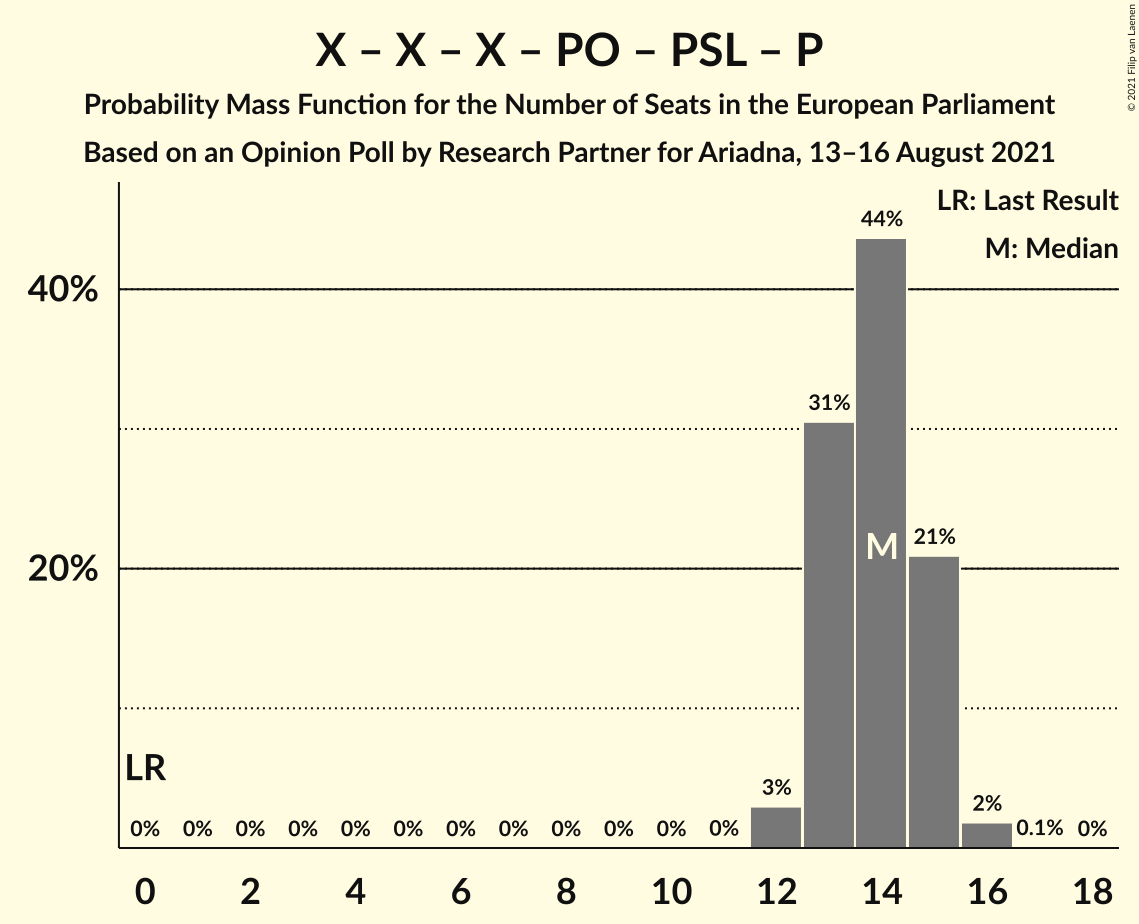 X – X – X – PO – PSL – P
Probability Mass Function for the Number of Seats in the European Parliament
Based on an Opinion Poll by Research Partner for Ariadna, 13–16 August 2021
© 2021 Filip van Laenen
LR: Last Result
M: Median
44%
40%
31%
M
21%
20%
LR
3%
2%
0% 0% 0% 0% 0% 0% 0% 0% 0% 0% 0% 0% 0.1% 0%
0 2 4 6 8 10 12 14 16 18